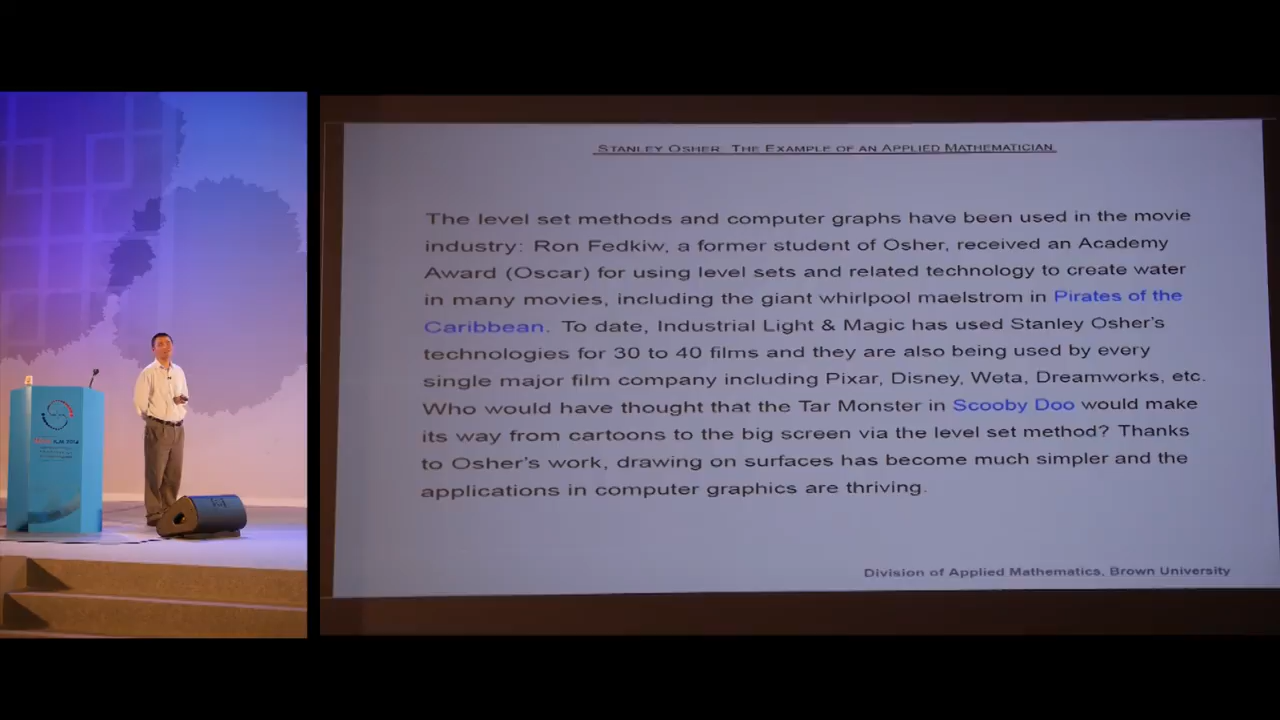 STANLEY OSHER: THE EXAMPLE OF AN APPLIED MATHEMATICIAN
The level set methods and computer graphs have been used in the movie
industry: Ron Fedkiw, a former student of Osher, received an Academy
Award (Oscar) for using level sets and related technology to create water
in many movies, including the giant whirlpool maelstrom in Pirates of the
Caribbean. To date, Industrial Light & Magic has used Stanley Osher's
technologies for 30 to 40 films and they are also being used by every
single major film company including Pixar, Disney, Weta, Dreamworks, etc.
Who would have thought that the Tar Monster in Scooby Doo would make
its way from cartoons to the big screen via the level set method? Thanks
to Osher's work, drawing on surfaces has become much simpler and the
applications in computer graphics are thriving.
Division of Applied Mathematics, Brown University